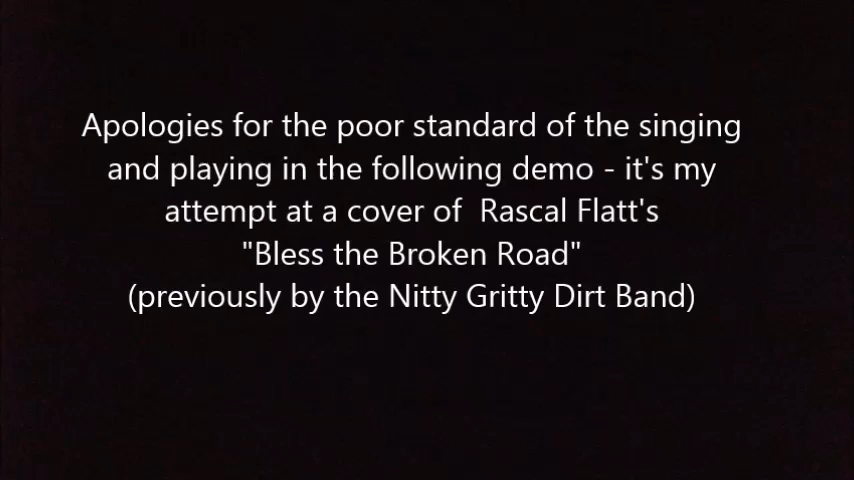 Apologies for the poor standard of the singing
and playing in the following demo - it's my
attempt at a cover of  Rascal Flatt's
"Bless the Broken Road"
(previously by the Nitty Gritty Dirt Band)